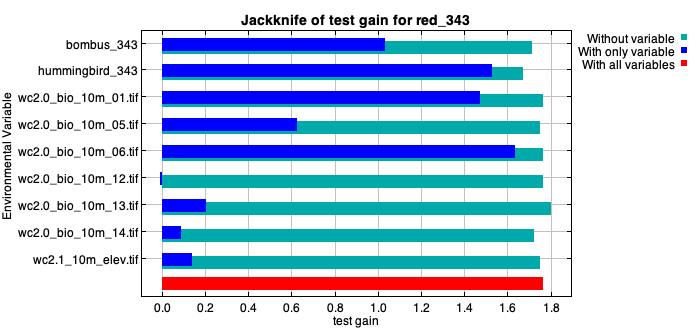 Jackknife of test gain for red_343
Without variable
With only variable
With all variables
Environmental Variable
bombus_343
hummingbird_343
wc2.0_bio_10m_01.tif
wc2.0_bio_10m_05.tif
wc2.0_bio_10m_06.tif
wc2.0_bio_10m_12.tif
wc2.0_bio_10m_13.tif
wc2.0_bio_10m_14.tif
wc2.1_10m_elev.tif
0.0 0.2 0.4 0.6 0.8 1.0 1.2 1.4 1.6 1.8
test gain